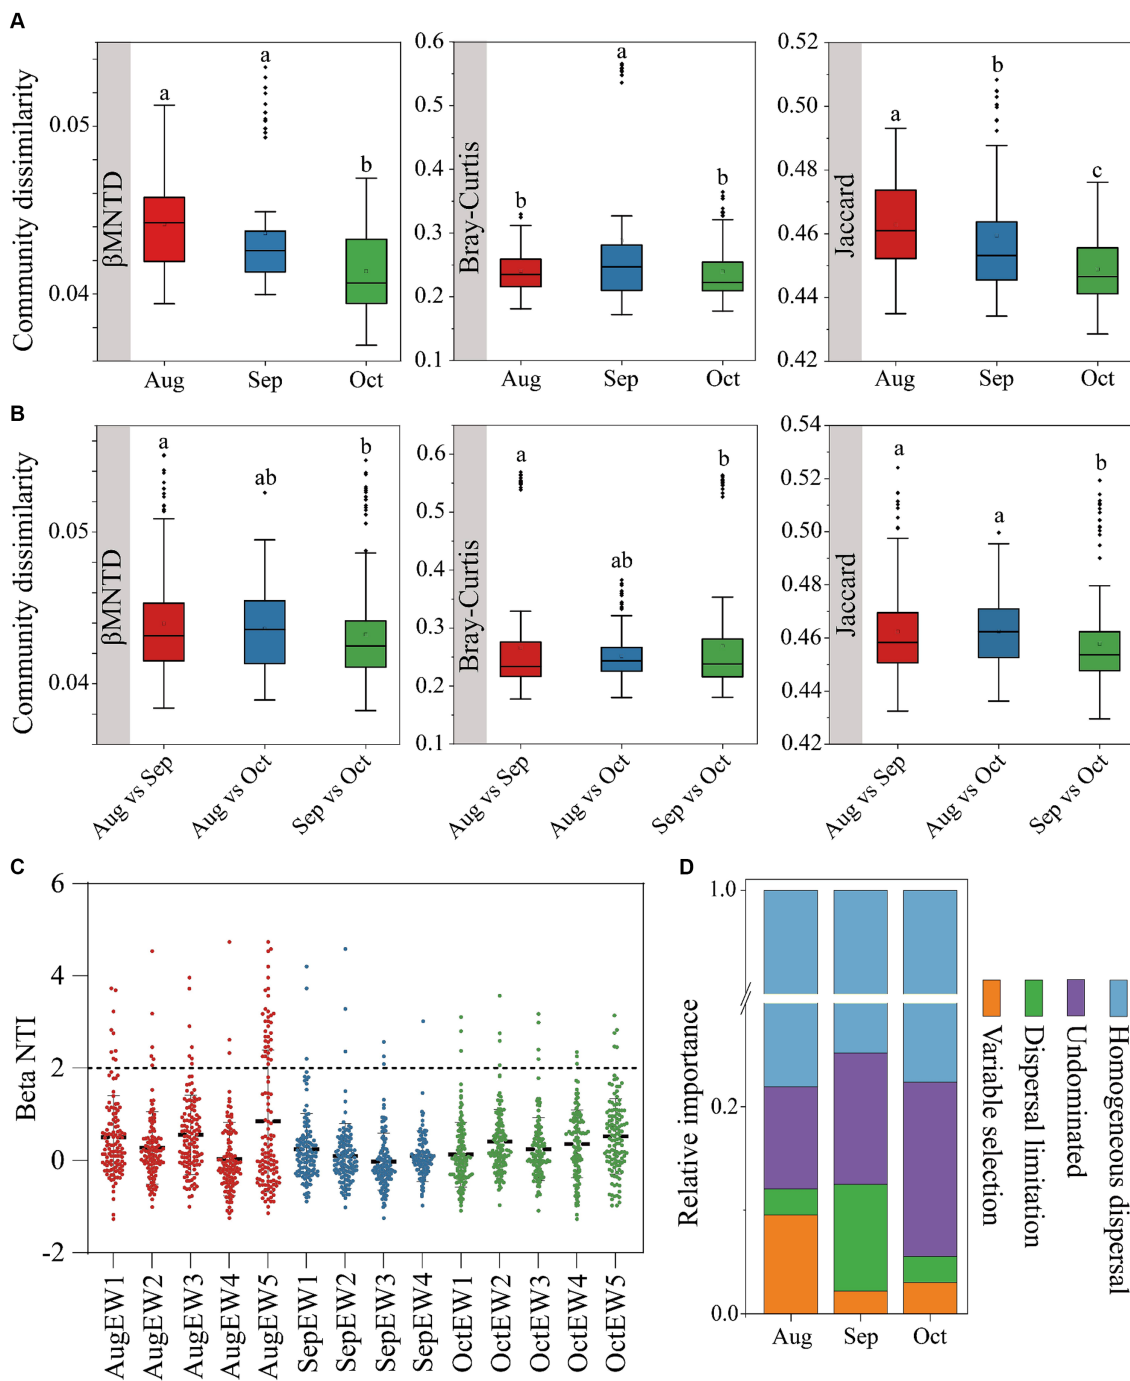 A
Community dissimilarity
0.05
0.04
βMNTD
a
a
b
Aug
Sep
Oct
0.6
0.5
0.4
0.3
0.2
0.1
Bray-Curtis
b
a
b
Aug
Sep
Oct
0.52
0.50
0.48
0.46
0.44
0.42
Jaccard
a
b
c
Aug
Sep
Oct
B
Community dissimilarity
0.05
0.04
βMNTD
a
ab
b
Aug vs Sep
Aug vs Oct
Sep vs Oct
0.6
0.5
0.4
0.3
0.2
0.1
Bray-Curtis
a
ab
b
Aug vs Sep
Aug vs Oct
Sep vs Oct
0.54
0.52
0.50
0.48
0.46
0.44
0.42
Jaccard
a
a
b
Aug vs Sep
Aug vs Oct
Sep vs Oct
C
Beta NTI
6
4
2
0
-2
AugEW1
AugEW2
AugEW3
AugEW4
AugEW5
SepEW1
SepEW2
SepEW3
SepEW4
OctEW1
OctEW2
OctEW3
OctEW4
OctEW5
D
Relative importance
1.0
0.2
0.0
Aug
Sep
Oct
Variable selection
Dispersal limitation
Undominated
Homogeneous dispersal